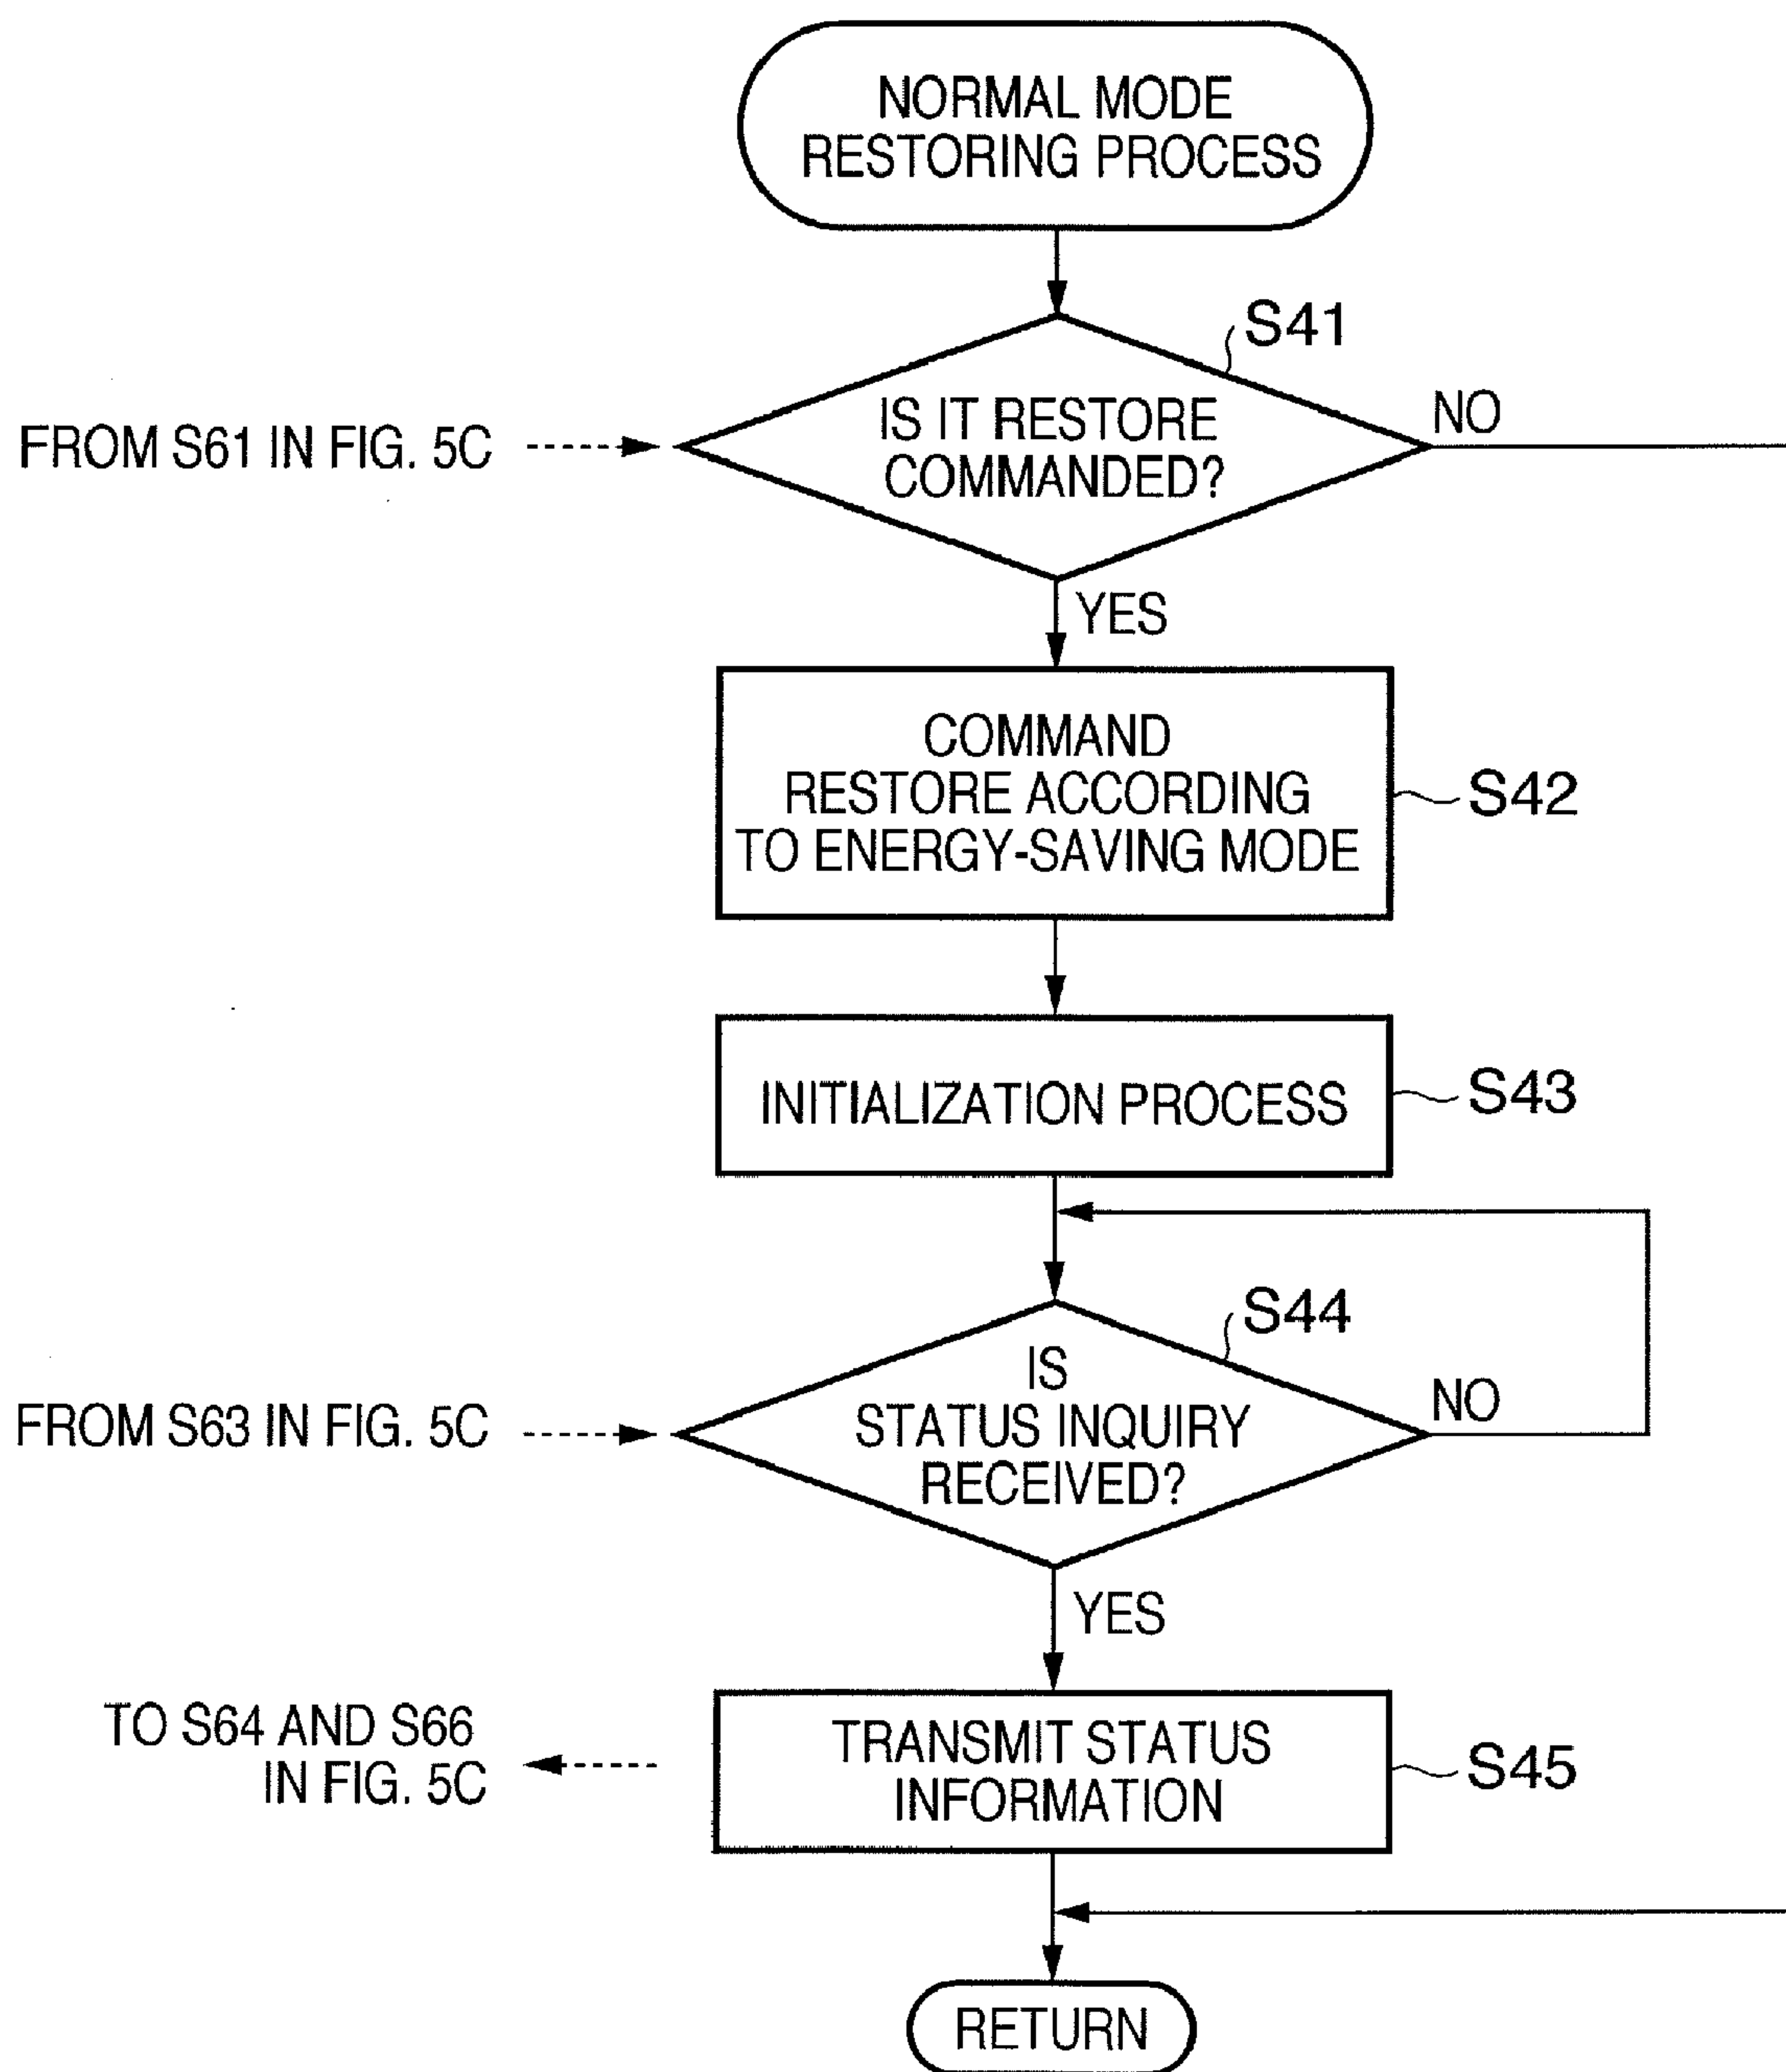 NORMAL MODE
RESTORING PROCESS
S41
FROM S61 IN FIG. 5C
IS IT RESTORE
COMMANDED?
NO
YES
COMMAND
RESTORE ACCORDING
TO ENERGY-SAVING MODE
S42
INITIALIZATION PROCESS
S43
S44
FROM S63 IN FIG. 5C
IS
STATUS INQUIRY
RECEIVED?
NO
YES
TO S64 AND S66
IN FIG. 5C
TRANSMIT STATUS
INFORMATION
S45
RETURN